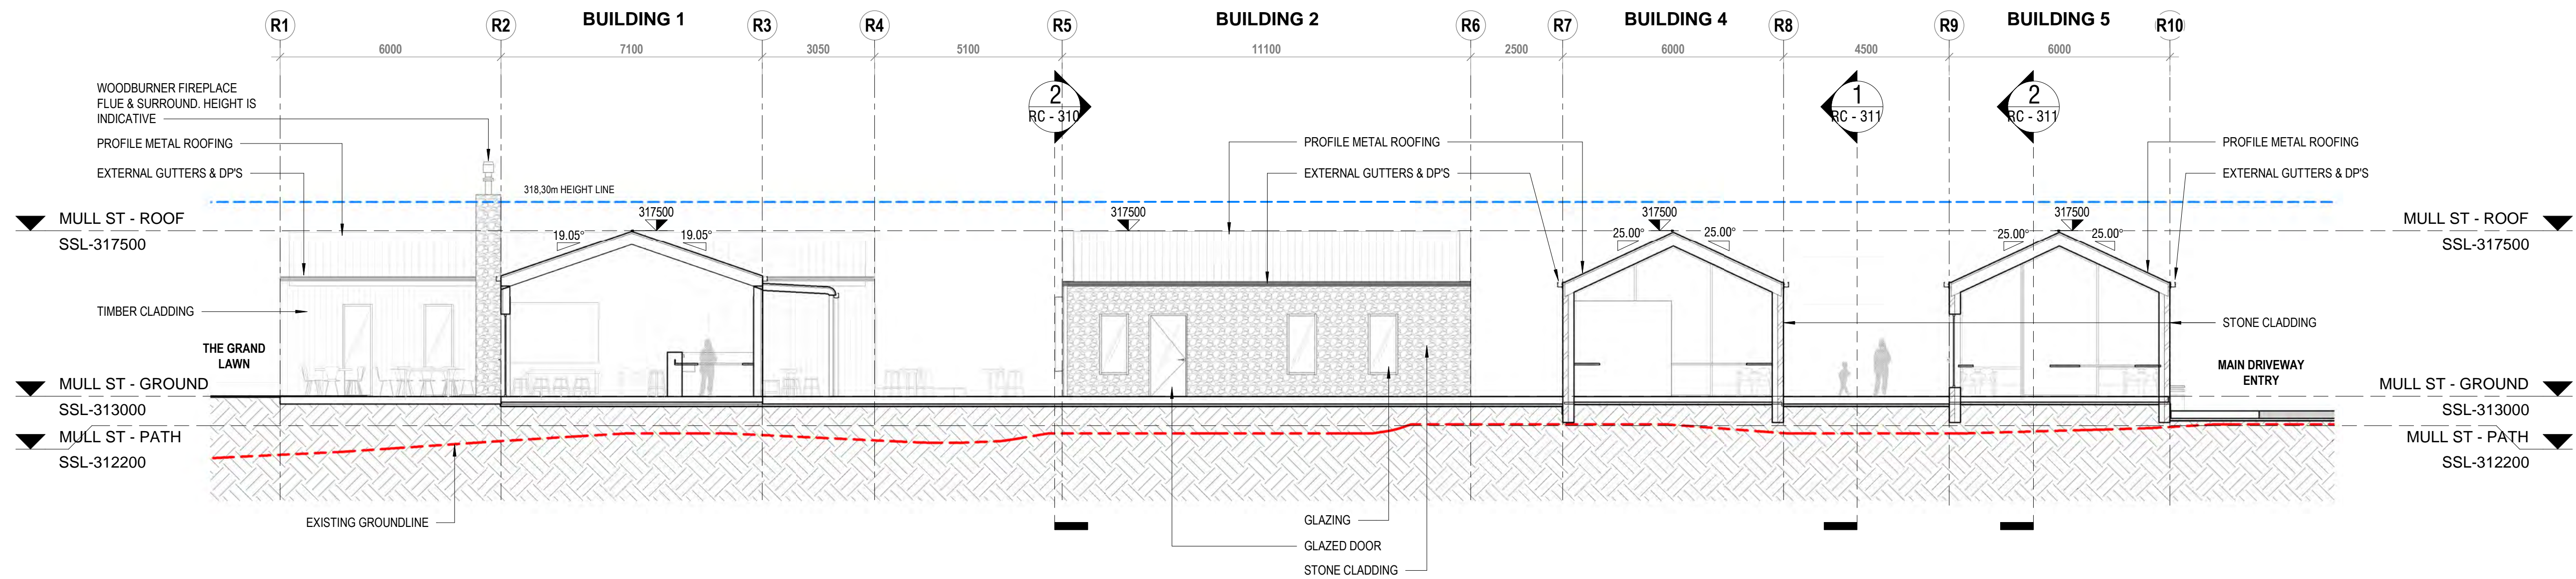 R1
R2
BUILDING 1
R3
R4
R5
BUILDING 2
R6
R7
BUILDING 4
R8
R9
BUILDING 5
R10
6000
7100
3050
5100
11100
2500
6000
4500
6000
WOODBURNER FIREPLACE
FLUE & SURROUND. HEIGHT IS
INDICATIVE
PROFILE METAL ROOFING
EXTERNAL GUTTERS & DP'S
2
RC - 310
PROFILE METAL ROOFING
EXTERNAL GUTTERS & DP'S
1
RC - 311
2
RC - 311
PROFILE METAL ROOFING
EXTERNAL GUTTERS & DP'S
318,30m HEIGHT LINE
MULL ST - ROOF
SSL-317500
317500
19.05°
19.05°
317500
317500
25.00°
25.00°
317500
25.00°
25.00°
MULL ST - ROOF
SSL-317500
TIMBER CLADDING
STONE CLADDING
THE GRAND
LAWN
MAIN DRIVEWAY
ENTRY
MULL ST - GROUND
SSL-313000
MULL ST - PATH
SSL-312200
MULL ST - GROUND
SSL-313000
MULL ST - PATH
SSL-312200
EXISTING GROUNDLINE
GLAZING
GLAZED DOOR
STONE CLADDING